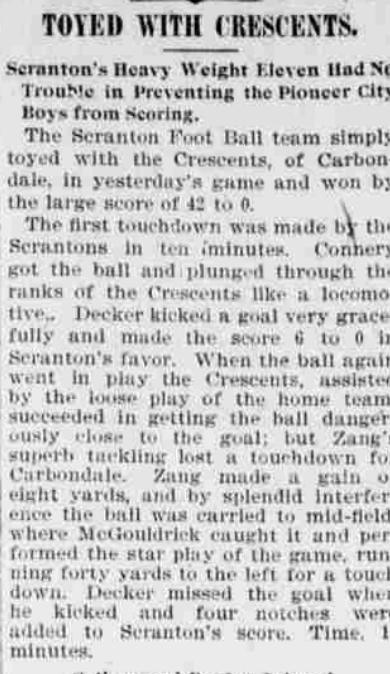 TOYED WITH CRESCENTS.
Scranton's Heavy Weight Eleven Had No
Trouble in Preventing the Pioneer City
Boys from Scoring.
The Scranton Foot Ball team simply
toyed with the Crescents, of Carbon-
dale, in yesterday's game and won by
the large score of 42 to 0.
The first touchdown was made by the
Scrantons in ten minutes. Connery
got the ball and plunged through the
ranks of the Crescents like a locomo-
tive. Decker kicked a goal very grace-
fully and made the score 6 to 0 in
Scranton's favor. When the ball again
went in play the Crescents, assisted
by the loose play of the home team
succeeded in getting the ball danger-
ously close to the goal; but Zang's
superb tackling lost a touchdown for
Carbondale. Zang made a gain of
eight yards, and by splendid interfer-
ence the ball was carried to mid-field
where McGouldrick caught it and per-
formed the star play of the game, run-
ning forty yards to the left for a touch
down. Decker missed the goal when
he kicked and four notches were
added to Scranton's score. Time, 1
minutes.